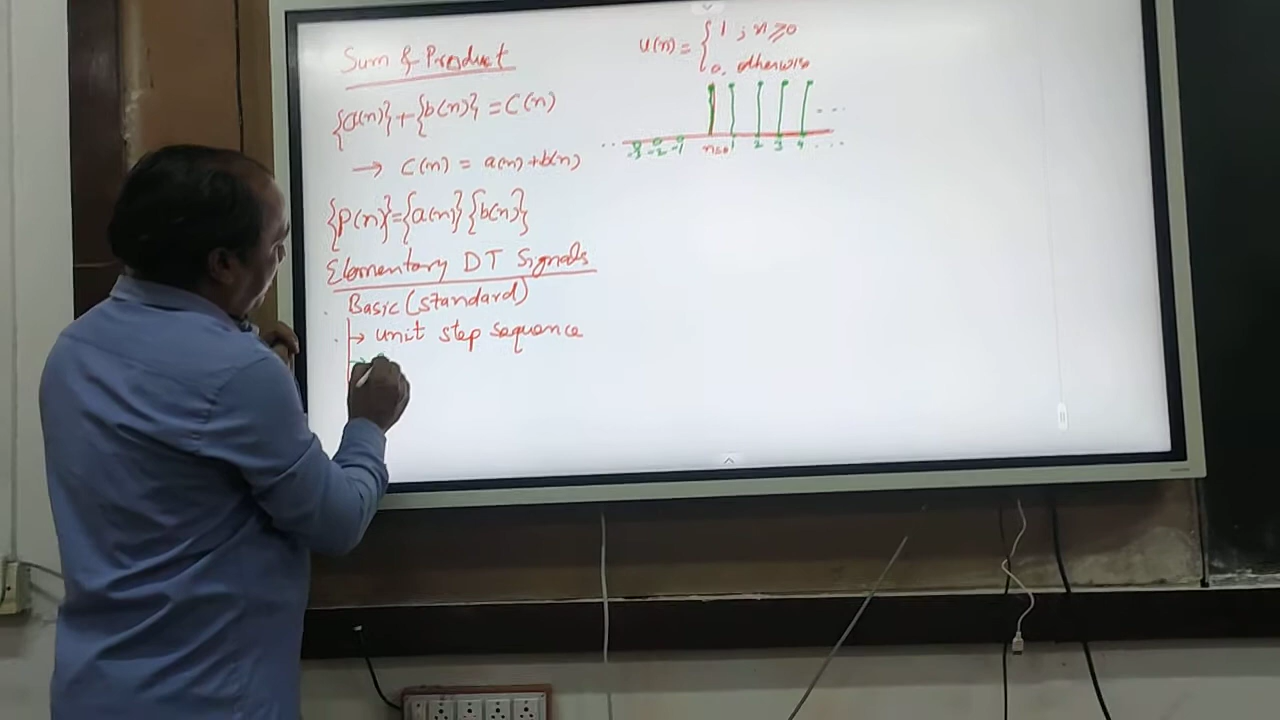 Sum & Product
{a(n)} + {b(n)} = C(n)
→ C(n) = a(n) + b(n)
{p(n)} = {a(n)} {b(n)}
Elementary DT Signals
Basic (standard)
→ unit step sequence
u(n) = { 1 ; n ≥ 0
0, otherwise
.. -3 -2 -1 n=0 1 2 3 4 ...